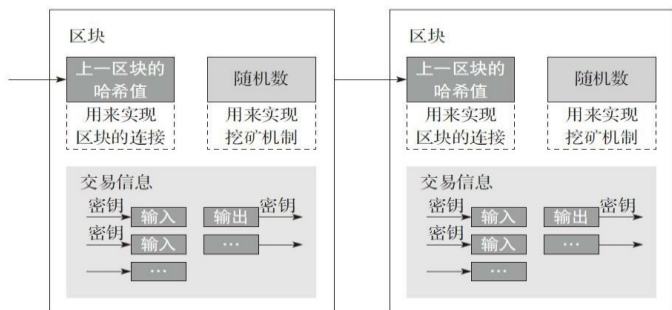 区块
上一区块的
哈希值
随机数
用来实现
区块的连接
用来实现
挖矿机制
交易信息
密钥
输入
输出
密钥
密钥
输入
…
…
区块
上一区块的
哈希值
随机数
用来实现
区块的连接
用来实现
挖矿机制
交易信息
密钥
输入
输出
密钥
密钥
输入
…
…